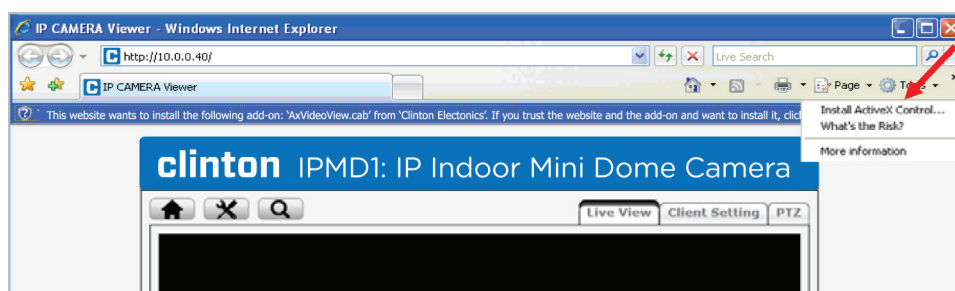 IP CAMERA Viewer - Windows Internet Explorer
http://10.0.0.40/
Live Search
IP CAMERA Viewer
Page
This website wants to install the following add-on: 'AxVideoView.cab' from 'Clinton Electonics'. If you trust the website and the add-on and want to install it,
Install ActiveX Control...
What's the Risk?
More information
clinton IPMD1: IP Indoor Mini Dome Camera
Live View Client Setting PTZ